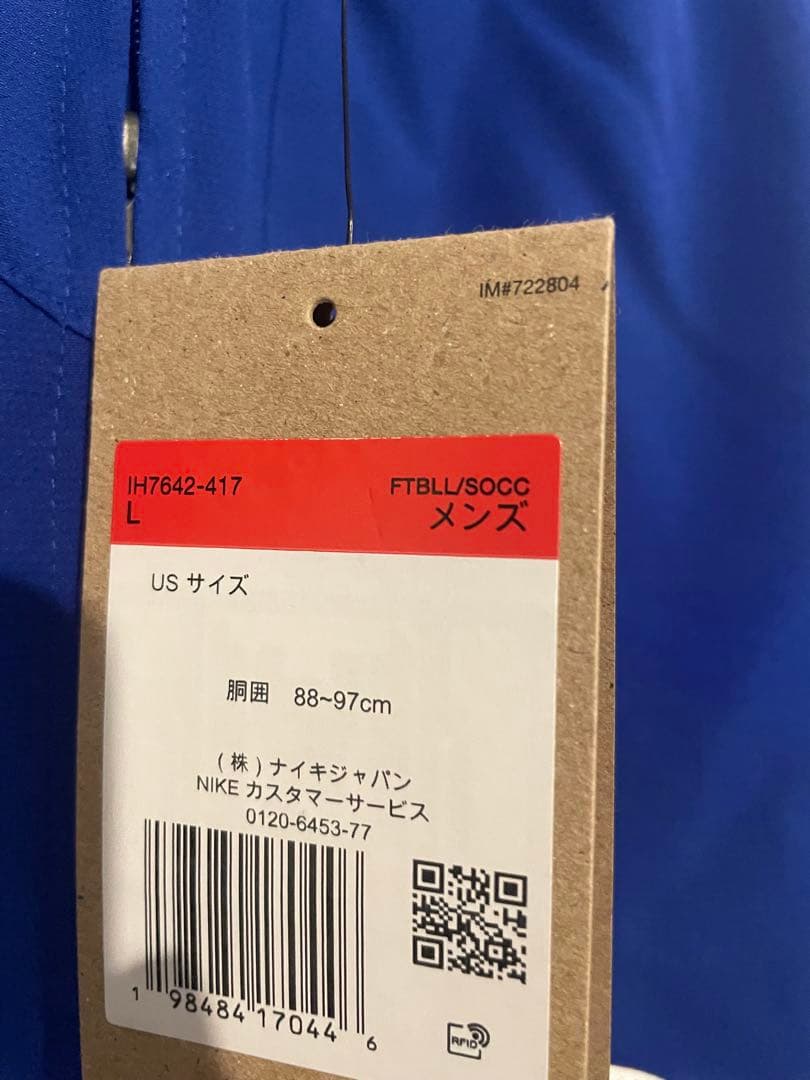 IM#722804
IH7642-417 FTBLL/SOCC
L メンズ
US サイズ
胴囲 88~97cm
(株)ナイキジャパン
NIKE カスタマーサービス
0120-6453-77
1 98484 17044 6
RFID